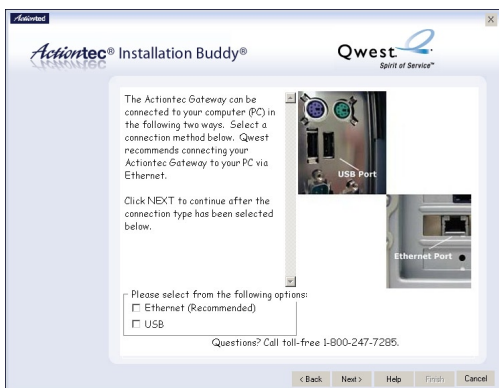 Actiontec
Actiontec® Installation Buddy®
Qwest
Spirit of Service™
The Actiontec Gateway can be
connected to your computer (PC) in
the following two ways. Select a
connection method below. Qwest
recommends connecting your
Actiontec Gateway to your PC via
Ethernet.
Click NEXT to continue after the
connection type has been selected
below.
USB Port
Ethernet Port
Please select from the following options:
Ethernet (Recommended)
USB
Questions? Call toll-free 1-800-247-7285.
< Back Next > Help Finish Cancel